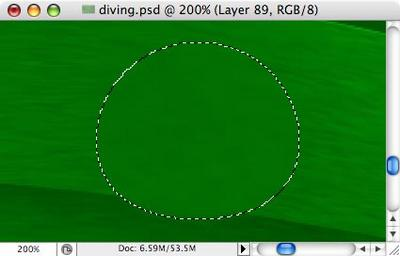 diving.psd @ 200% (Layer 89, RGB/8)
200% Doc: 6.59M/53.5M